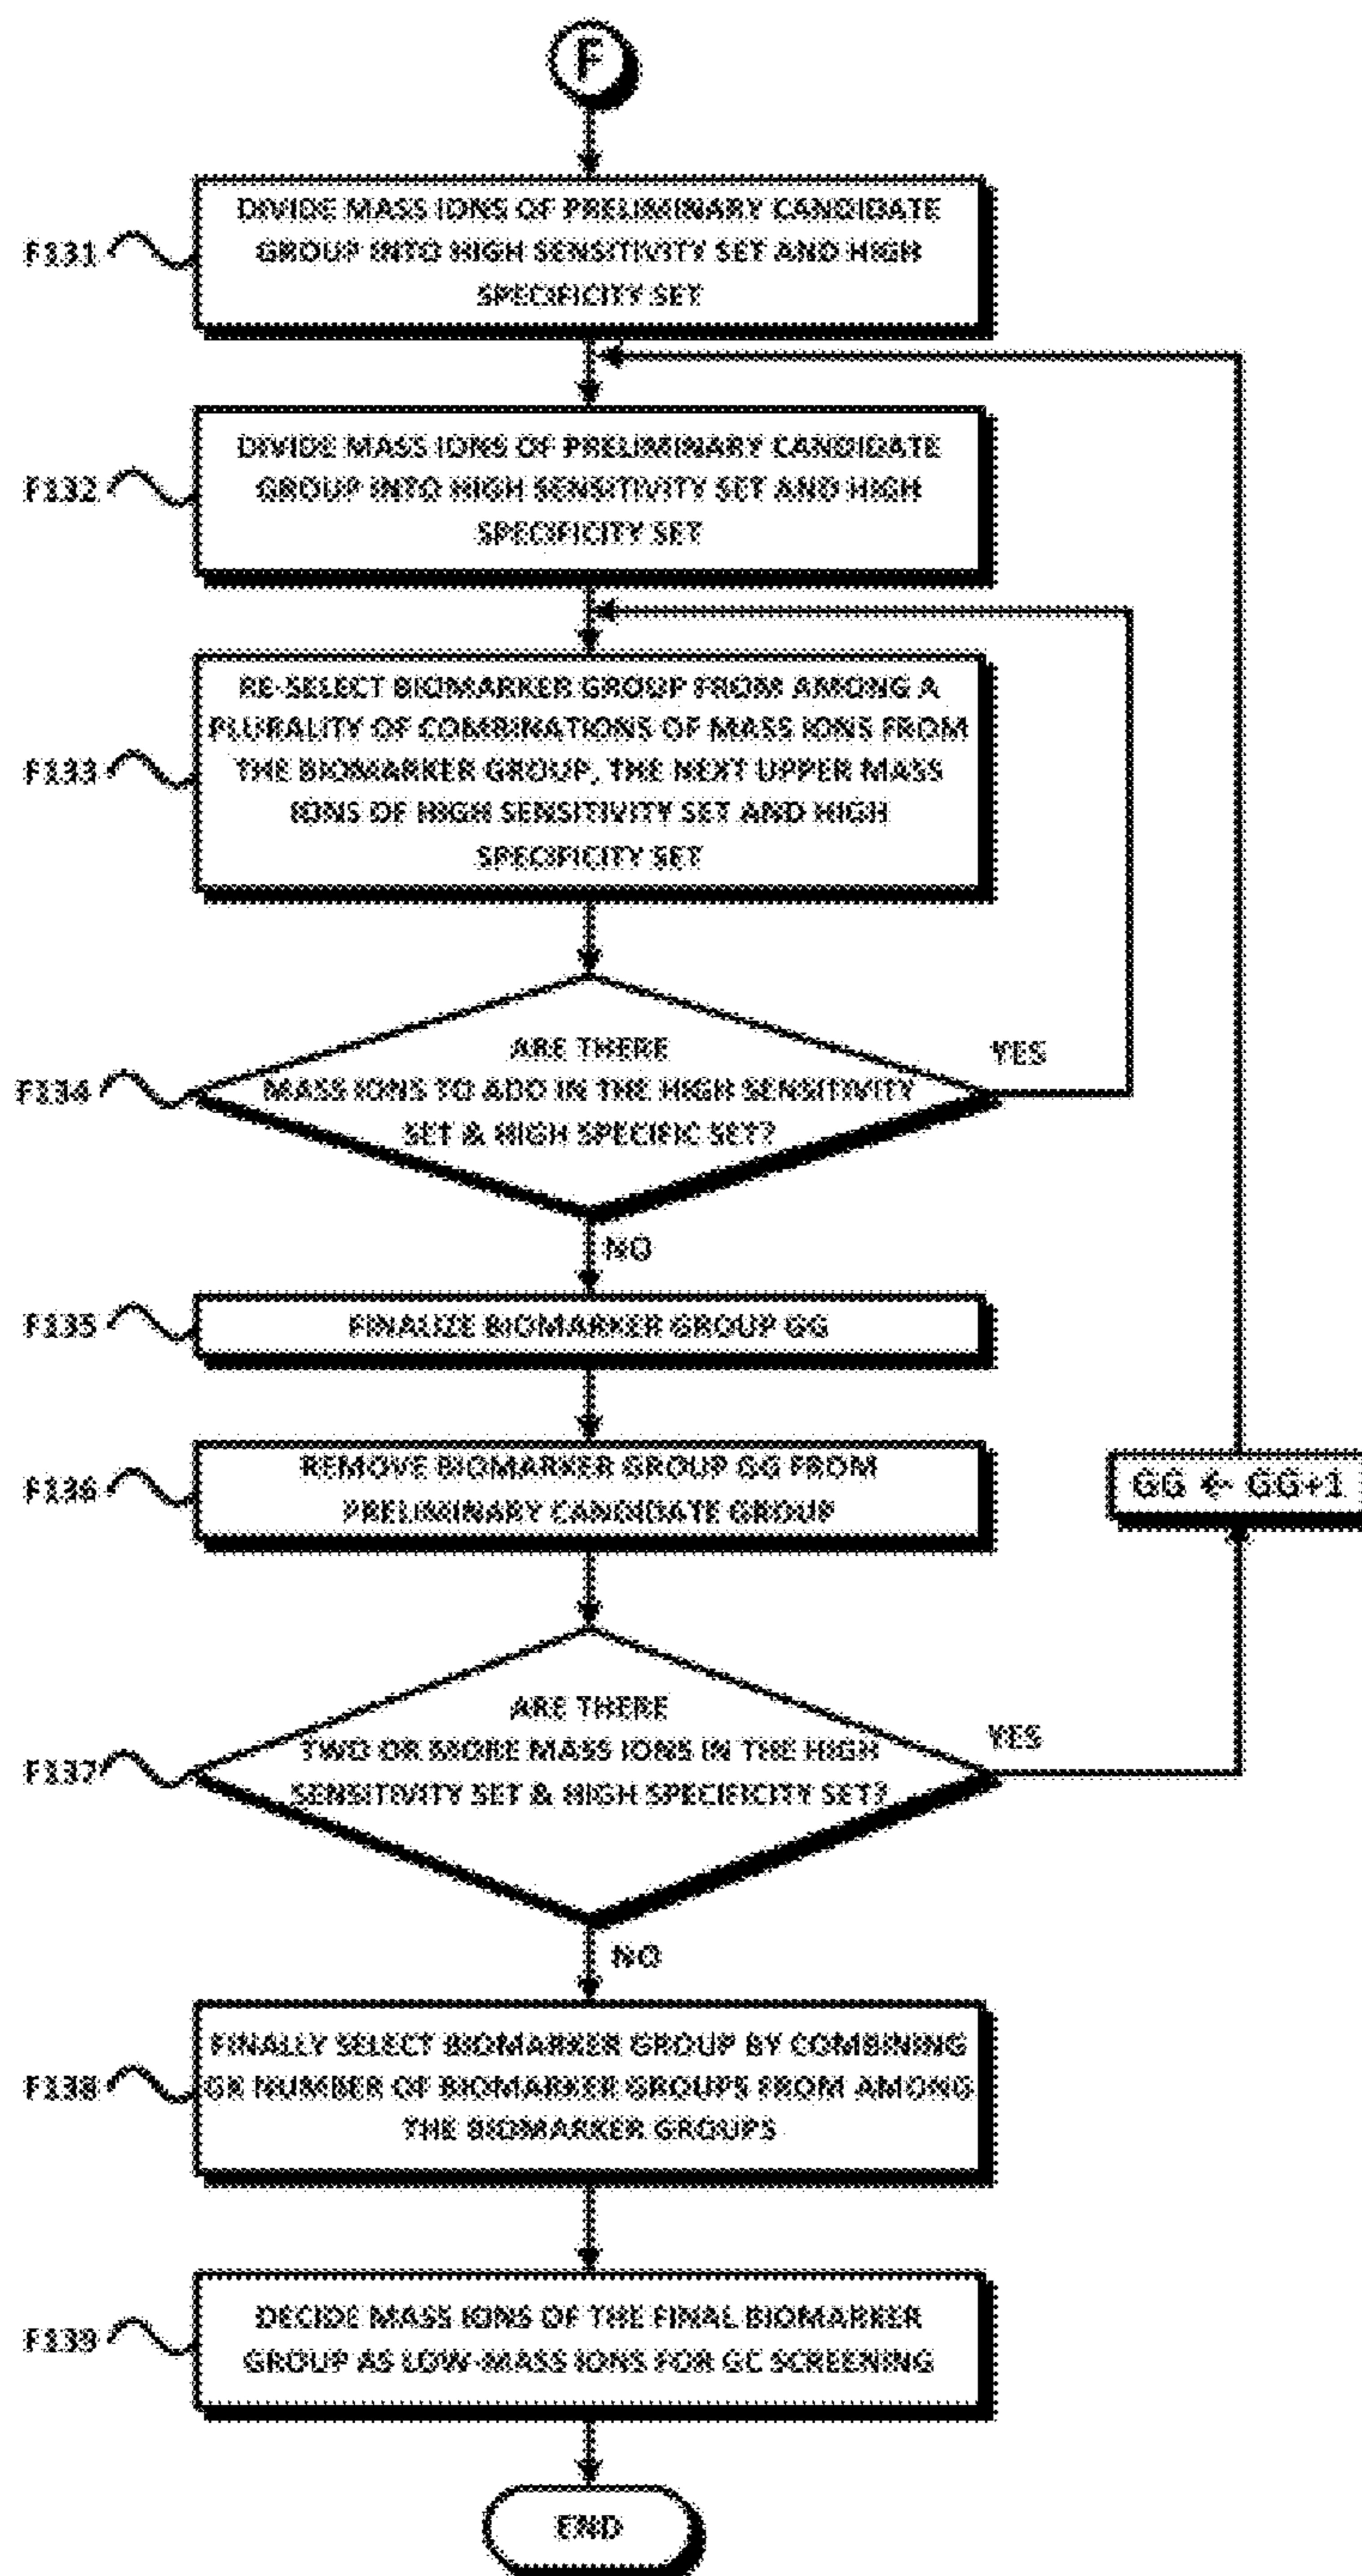 F
DIVIDE MASS IONS OF PRELIMINARY CANDIDATE
GROUP INTO HIGH SENSITIVITY SET AND HIGH
SPECIFICITY SET
F131
DIVIDE MASS IONS OF PRELIMINARY CANDIDATE
GROUP INTO HIGH SENSITIVITY SET AND HIGH
SPECIFICITY SET
F132
RE-SELECT BIOMARKER GROUP FROM AMONG A
PLURALITY OF COMBINATIONS OF MASS IONS FROM
THE BIOMARKER GROUP, THE NEXT UPPER MASS
IONS OF HIGH SENSITIVITY SET AND HIGH
SPECIFICITY SET
F133
ARE THERE
MASS IONS TO ADD IN THE HIGH SENSITIVITY
SET & HIGH SPECIFIC SET?
F134
YES
NO
FINALIZE BIOMARKER GROUP GG
F135
REMOVE BIOMARKER GROUP GG FROM
PRELIMINARY CANDIDATE GROUP
F136
GG ← GG+1
ARE THERE
TWO OR MORE MASS IONS IN THE HIGH
SENSITIVITY SET & HIGH SPECIFICITY SET?
F137
YES
NO
FINALLY SELECT BIOMARKER GROUP BY COMBINING
GK NUMBER OF BIOMARKER GROUPS FROM AMONG
THE BIOMARKER GROUPS
F138
DECIDE MASS IONS OF THE FINAL BIOMARKER
GROUP AS LOW-MASS IONS FOR GC SCREENING
F139
END